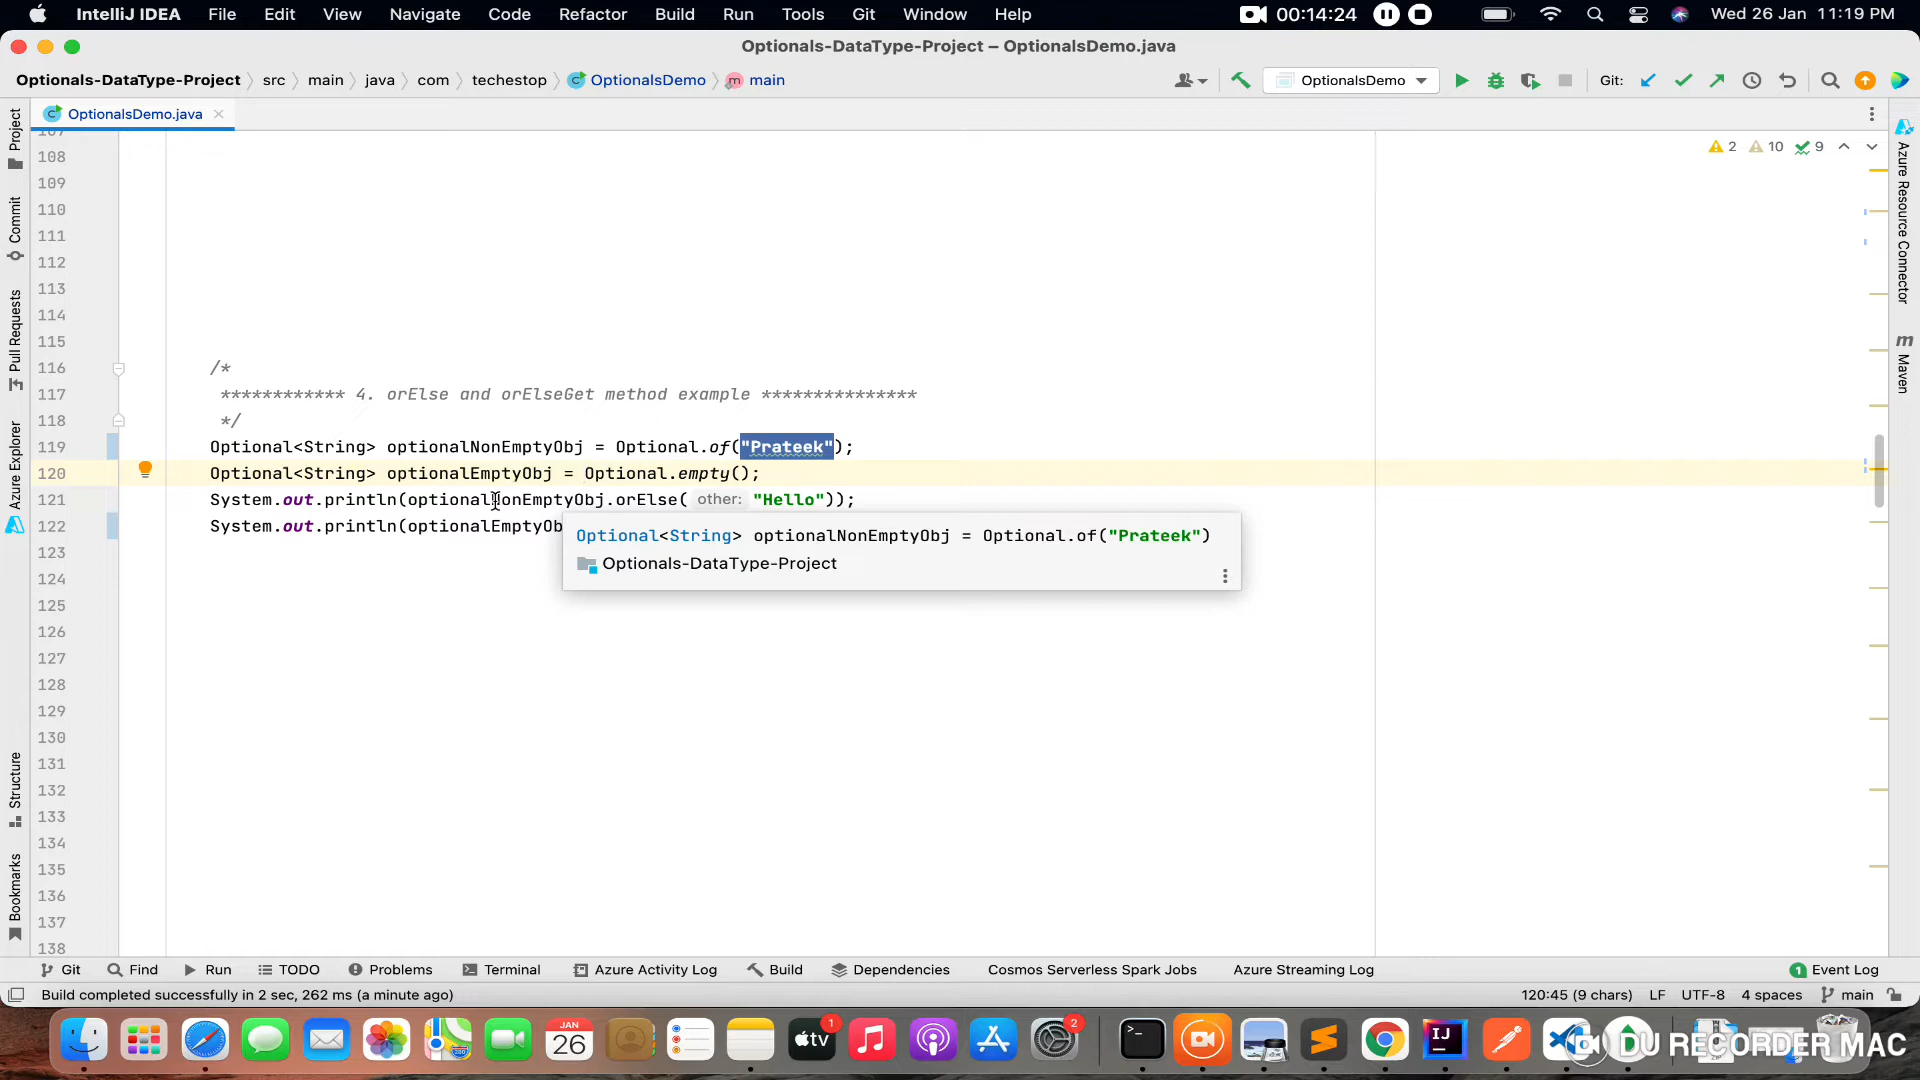 IntelliJ IDEA File Edit View Navigate Code Refactor Build Run Tools Git Window Help 00:14:24 Wed 26 Jan 11:19 PM
Optionals-DataType-Project – OptionalsDemo.java
Optionals-DataType-Project src main java com techestop OptionalsDemo main OptionalsDemo Git:
OptionalsDemo.java
2 10 9
Project
Commit
Pull Requests
Azure Explorer
Structure
Bookmarks
Azure Resource Connector
m Maven
107
108
109
110
111
112
113
114
115
116 /*
117 ************ 4. orElse and orElseGet method example ***************
118 */
119 Optional<String> optionalNonEmptyObj = Optional.of("Prateek");
120 Optional<String> optionalEmptyObj = Optional.empty();
121 System.out.println(optionalNonEmptyObj.orElse( other: "Hello"));
122 System.out.println(optionalEmptyOb
Optional<String> optionalNonEmptyObj = Optional.of("Prateek")
Optionals-DataType-Project
123
124
125
126
127
128
129
130
131
132
133
134
135
136
137
138
Git Find Run TODO Problems Terminal Azure Activity Log Build Dependencies Cosmos Serverless Spark Jobs Azure Streaming Log 1 Event Log
Build completed successfully in 2 sec, 262 ms (a minute ago) 120:45 (9 chars) LF UTF-8 4 spaces main
JAN
26
tv
1
2
IJ
DU RECORDER MAC